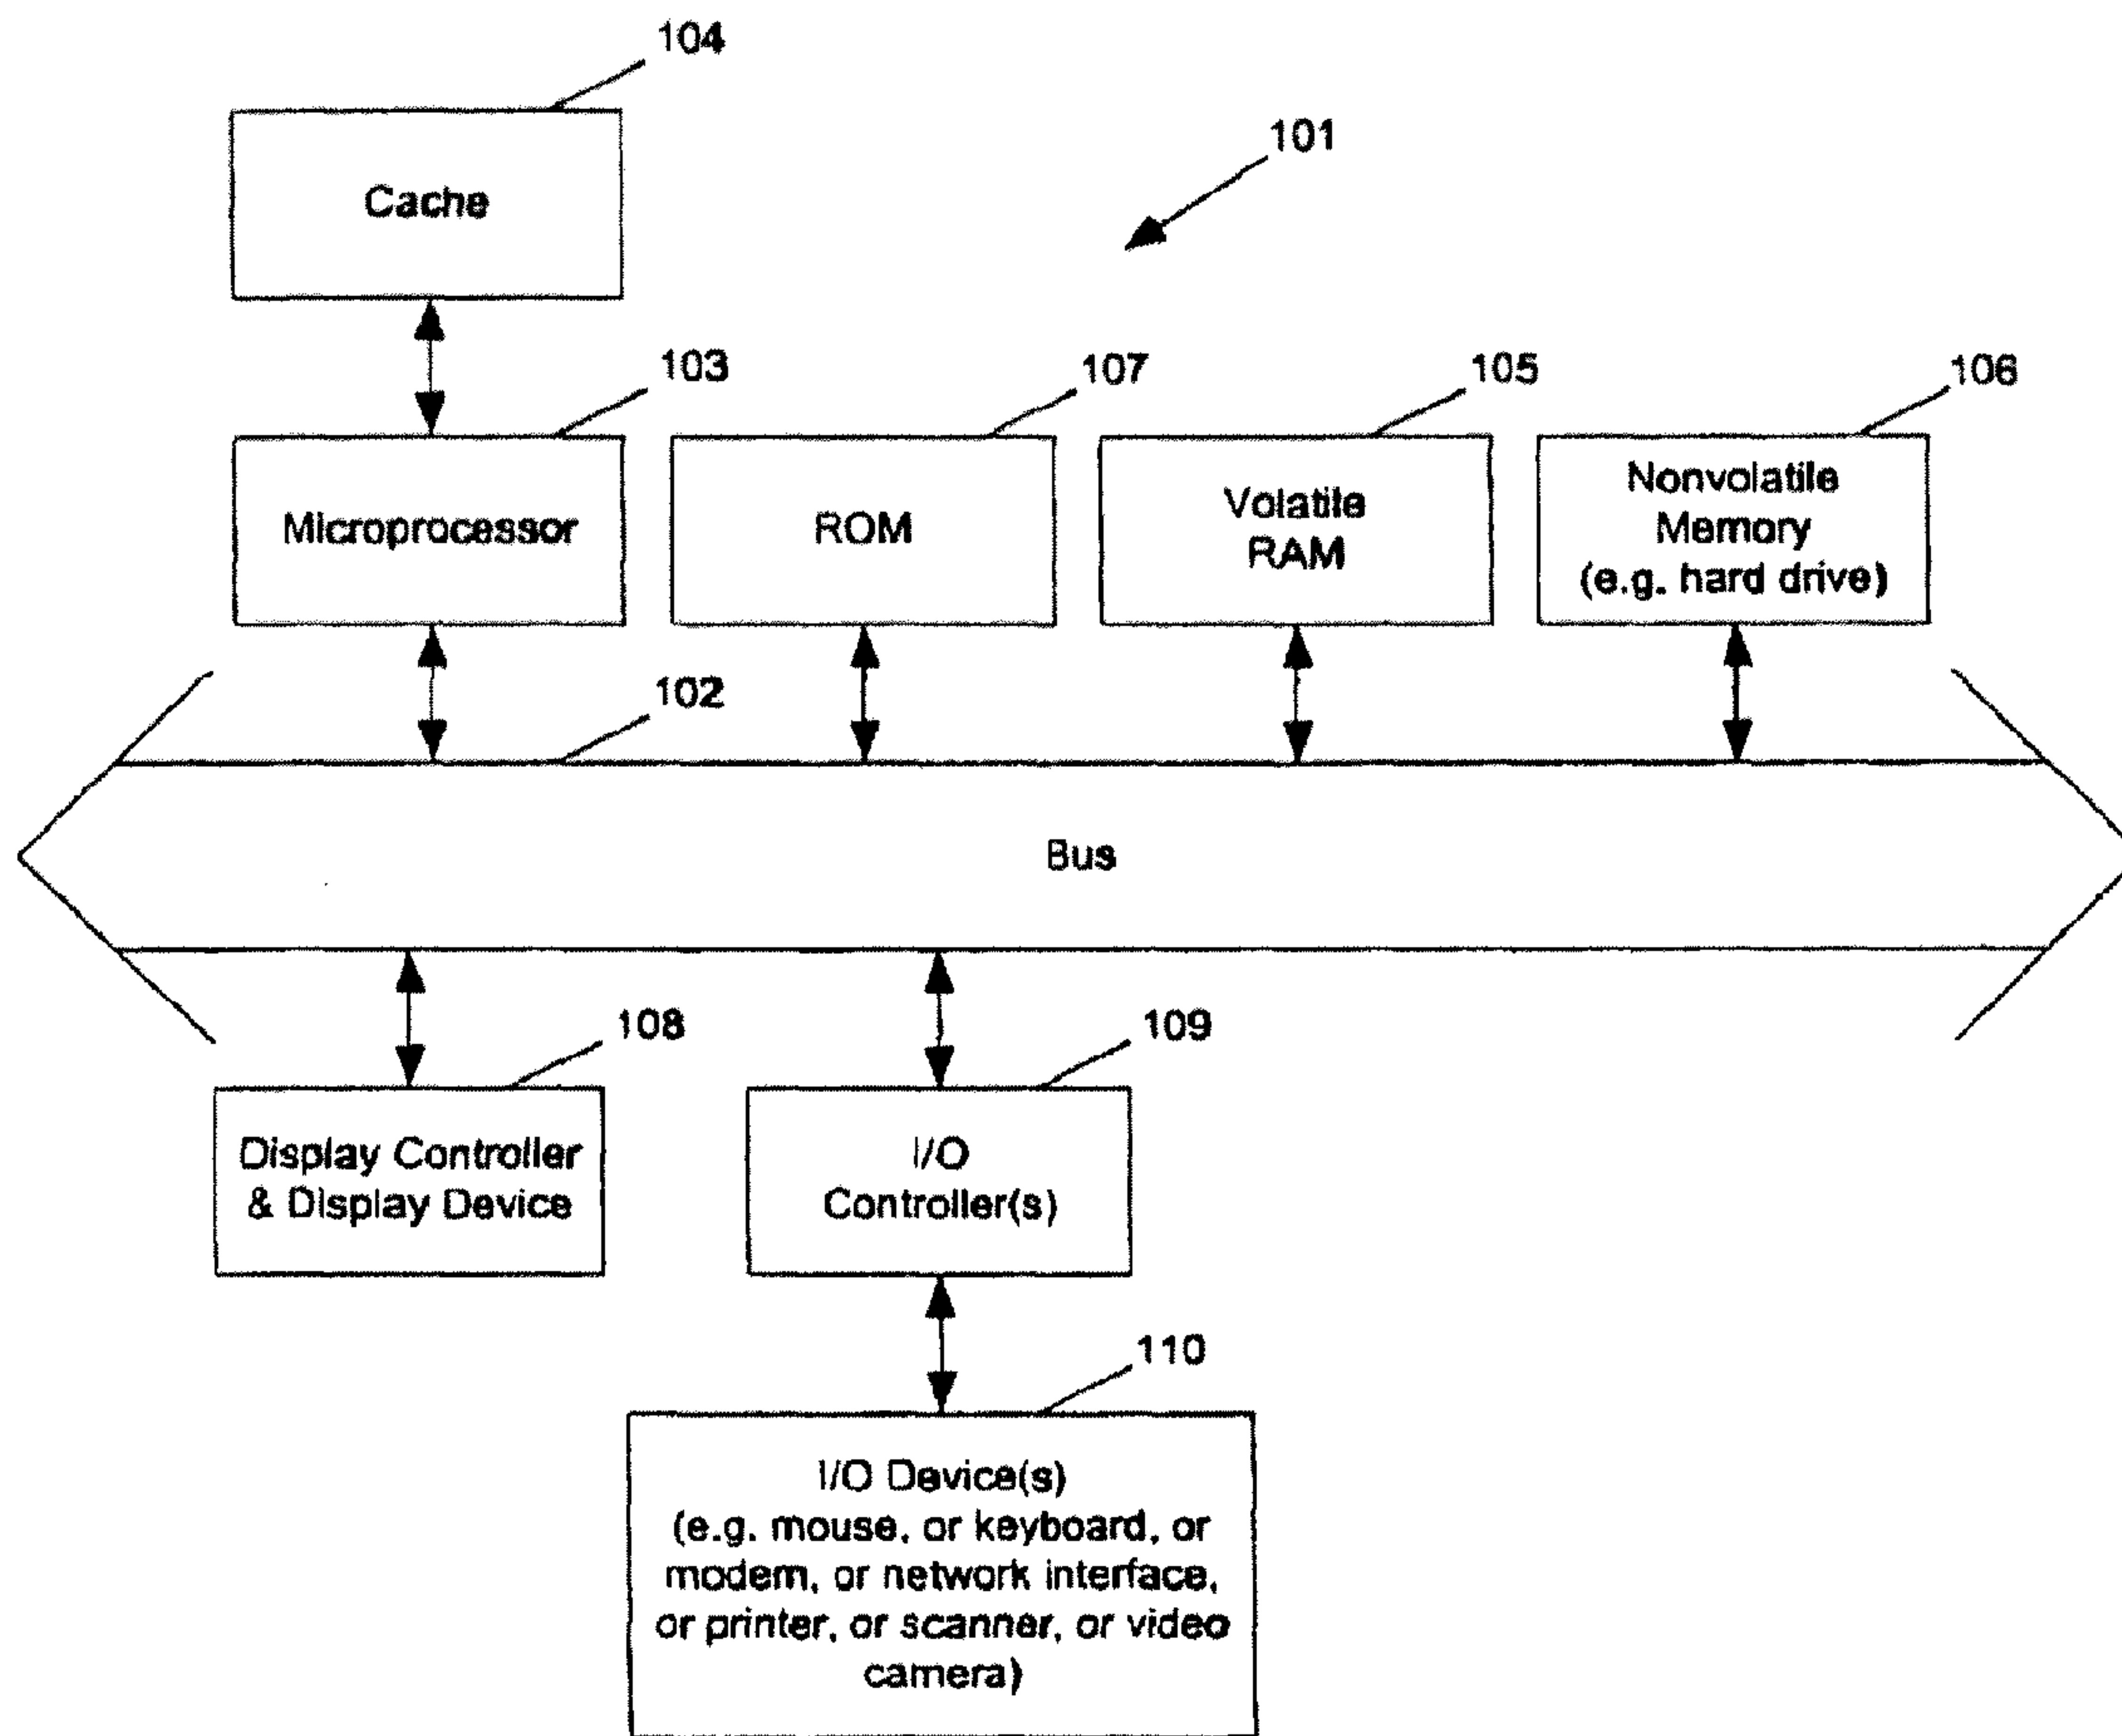 104
101
Cache
103
107
105
106
Microprocessor
ROM
Volatile
RAM
Nonvolatile
Memory
(e.g. hard drive)
102
Bus
108
109
Display Controller
& Display Device
I/O
Controller(s)
110
I/O Device(s)
(e.g. mouse, or keyboard, or
modem, or network interface,
or printer, or scanner, or video
camera)